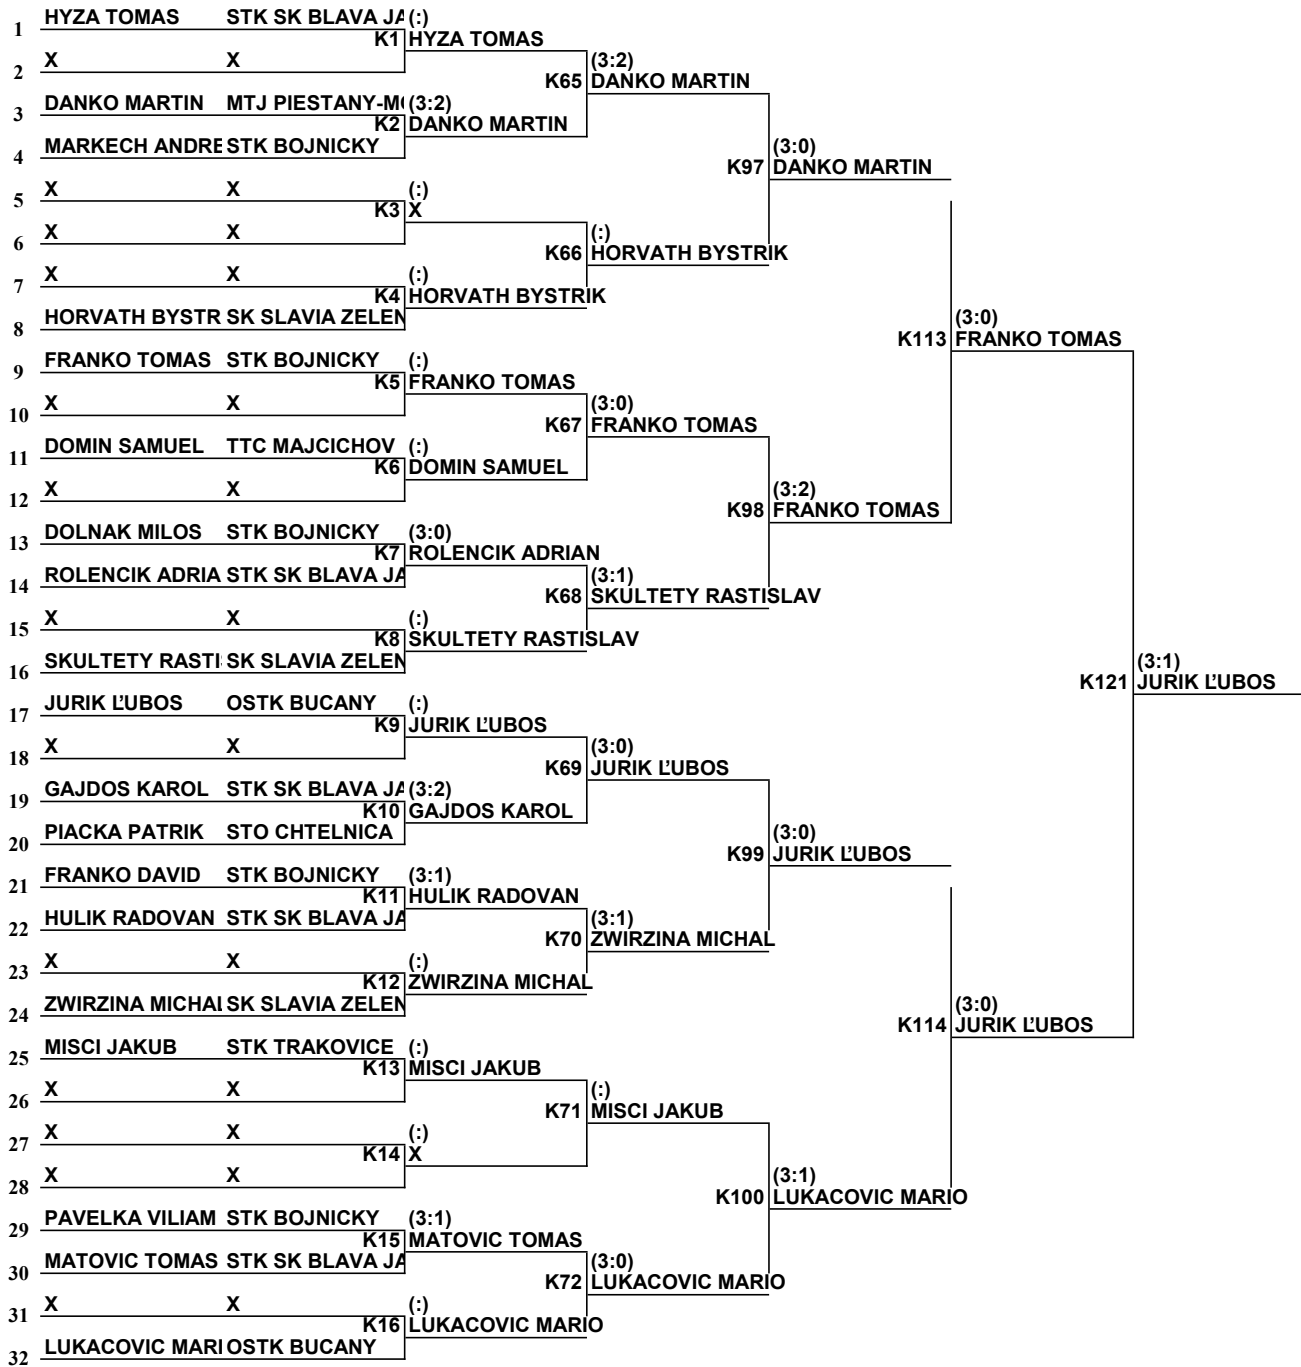 1 HYZA TOMAS STK SK BLAVA JA (:)
K1 HYZA TOMAS
2 X X
(3:2)
K65 DANKO MARTIN
3 DANKO MARTIN MTJ PIESTANY-M (3:2)
K2 DANKO MARTIN
4 MARKECH ANDRE STK BOJNICKY
(3:0)
K97 DANKO MARTIN
5 X X (:)
K3 X
6 X X
(:)
K66 HORVATH BYSTRIK
7 X X (:)
K4 HORVATH BYSTRIK
8 HORVATH BYSTR SK SLAVIA ZELEN
(3:0)
K113 FRANKO TOMAS
9 FRANKO TOMAS STK BOJNICKY (:)
K5 FRANKO TOMAS
10 X X
(3:0)
K67 FRANKO TOMAS
11 DOMIN SAMUEL TTC MAJCICHOV (:)
K6 DOMIN SAMUEL
12 X X
(3:2)
K98 FRANKO TOMAS
13 DOLNAK MILOS STK BOJNICKY (3:0)
K7 ROLENCIK ADRIAN
14 ROLENCIK ADRIA STK SK BLAVA JA
(3:1)
K68 SKULTETY RASTISLAV
15 X X (:)
K8 SKULTETY RASTISLAV
16 SKULTETY RASTI SK SLAVIA ZELEN
(3:1)
K121 JURIK ĽUBOS
17 JURIK ĽUBOS OSTK BUCANY (:)
K9 JURIK ĽUBOS
18 X X
(3:0)
K69 JURIK ĽUBOS
19 GAJDOS KAROL STK SK BLAVA JA (3:2)
K10 GAJDOS KAROL
20 PIACKA PATRIK STO CHTELNICA
(3:0)
K99 JURIK ĽUBOS
21 FRANKO DAVID STK BOJNICKY (3:1)
K11 HULIK RADOVAN
22 HULIK RADOVAN STK SK BLAVA JA
(3:1)
K70 ZWIRZINA MICHAL
23 X X (:)
K12 ZWIRZINA MICHAL
24 ZWIRZINA MICHAL SK SLAVIA ZELEN
(3:0)
K114 JURIK ĽUBOS
25 MISCI JAKUB STK TRAKOVICE (:)
K13 MISCI JAKUB
26 X X
(:)
K71 MISCI JAKUB
27 X X (:)
K14 X
28 X X
(3:1)
K100 LUKACOVIC MARIO
29 PAVELKA VILIAM STK BOJNICKY (3:1)
K15 MATOVIC TOMAS
30 MATOVIC TOMAS STK SK BLAVA JA
(3:0)
K72 LUKACOVIC MARIO
31 X X (:)
K16 LUKACOVIC MARIO
32 LUKACOVIC MARI OSTK BUCANY